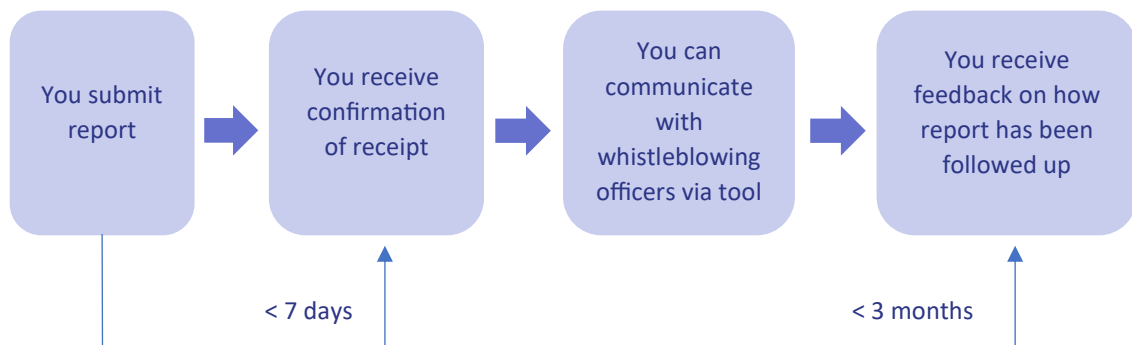 You submit
report
You receive
confirmation
of receipt
You can
communicate
with
whistleblowing
officers via tool
You receive
feedback on how
report has been
followed up
< 7 days
< 3 months